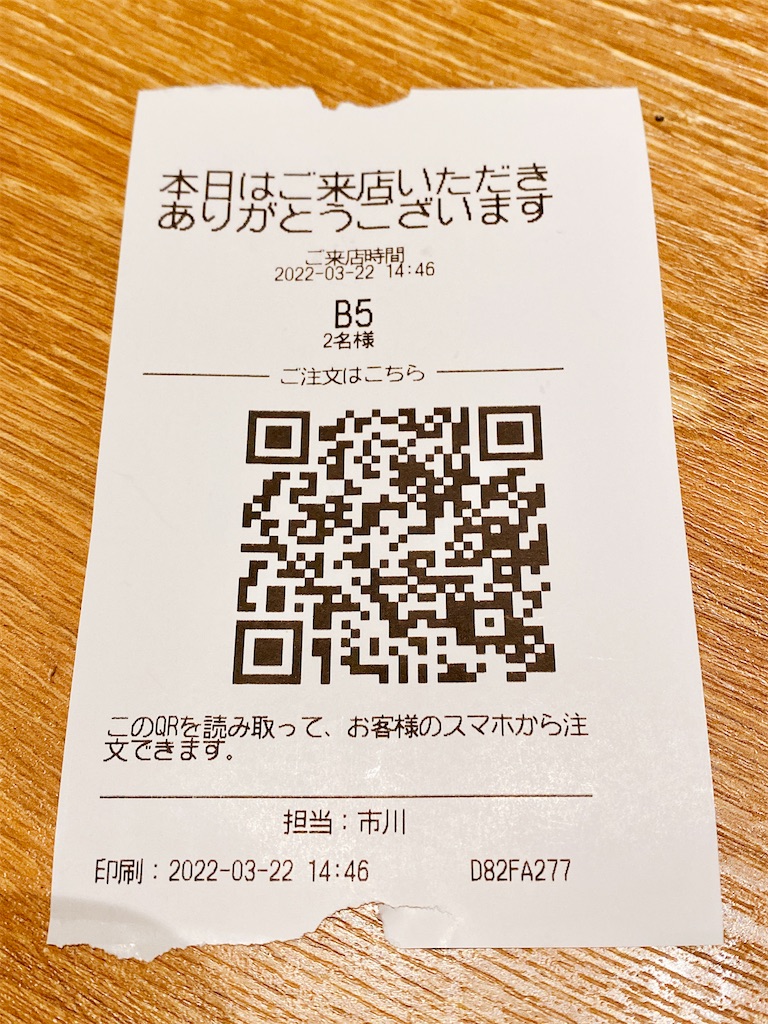 本日はご来店いただき
ありがとうございます
ご来店時間
2022-03-22 14:46
B5
2名様
ご注文はこちら
このQRを読み取って、お客様のスマホから注
文できます。
担当：市川
印刷：2022-03-22 14:46 D82FA277